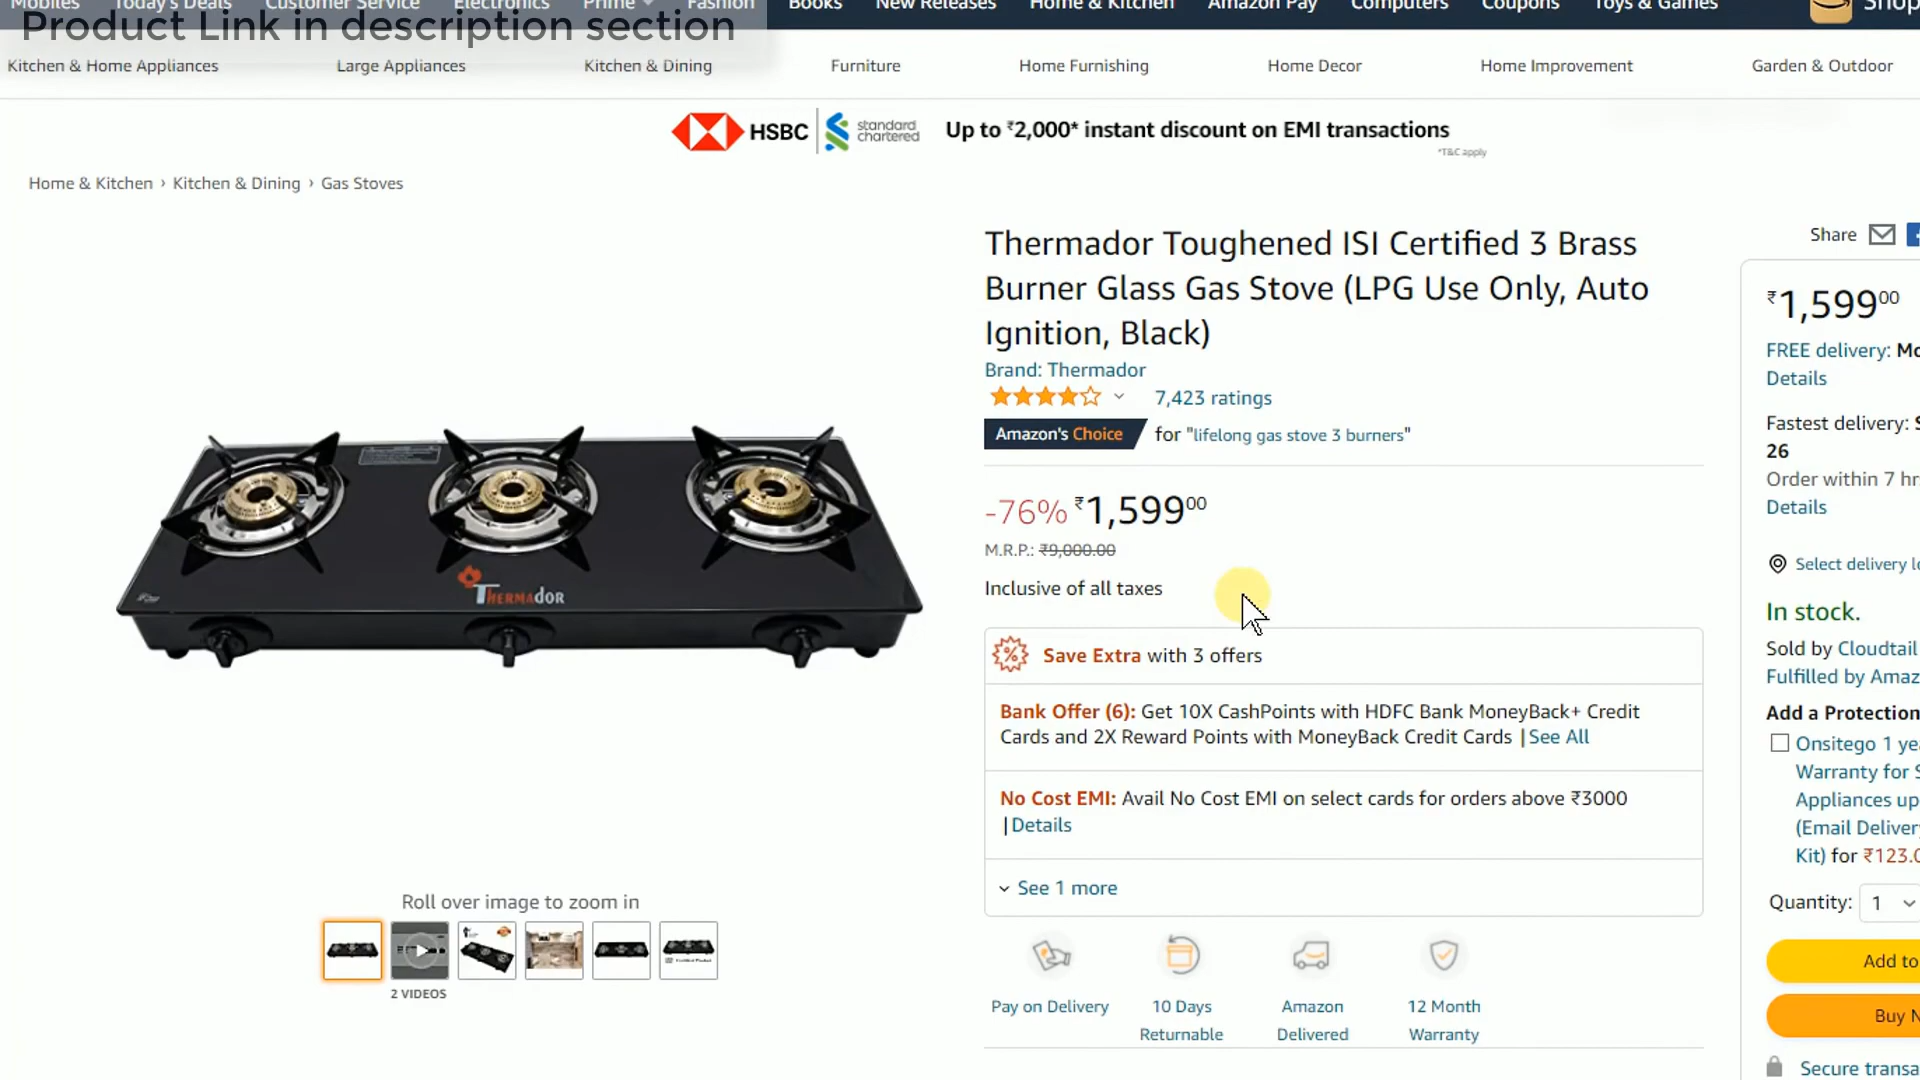 Mobiles Today's Deals Customer Service Electronics Prime Fashion Books New Releases Home & Kitchen Amazon Pay Computers Coupons Toys & Games
Product Link in description section
Kitchen & Home Appliances Large Appliances Kitchen & Dining Furniture Home Furnishing Home Decor Home Improvement Garden & Outdoor
HSBC standard chartered Up to ₹2,000* instant discount on EMI transactions
*T&C apply
Home & Kitchen › Kitchen & Dining › Gas Stoves
Thermador Toughened ISI Certified 3 Brass
Burner Glass Gas Stove (LPG Use Only, Auto
Ignition, Black)
Brand: Thermador
7,423 ratings
Amazon's Choice for "lifelong gas stove 3 burners"
-76% ₹1,59900
M.R.P.: ₹9,000.00
Inclusive of all taxes
Save Extra with 3 offers
Bank Offer (6): Get 10X CashPoints with HDFC Bank MoneyBack+ Credit
Cards and 2X Reward Points with MoneyBack Credit Cards | See All
No Cost EMI: Avail No Cost EMI on select cards for orders above ₹3000
| Details
See 1 more
Pay on Delivery
10 Days
Returnable
Amazon
Delivered
12 Month
Warranty
THERMADOR
Roll over image to zoom in
2 VIDEOS
Share
₹1,59900
FREE delivery:
Details
Fastest delivery:
26
Order within 7
Details
Select delivery
In stock.
Sold by Cloudtail
Fulfilled by
Add a Protection
Onsitego 1
Warranty for
Appliances
(Email
Kit) for
Quantity: 1
Add to
Buy
Secure